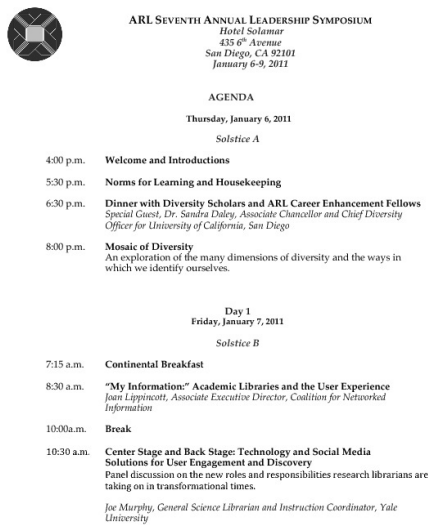 ARL SEVENTH ANNUAL LEADERSHIP SYMPOSIUM
Hotel Solamar
435 6th Avenue
San Diego, CA 92101
January 6-9, 2011
AGENDA
Thursday, January 6, 2011
Solstice A
4:00 p.m. Welcome and Introductions
5:30 p.m. Norms for Learning and Housekeeping
6:30 p.m. Dinner with Diversity Scholars and ARL Career Enhancement Fellows
Special Guest, Dr. Sandra Daley, Associate Chancellor and Chief Diversity
Officer for University of California, San Diego
8:00 p.m. Mosaic of Diversity
An exploration of the many dimensions of diversity and the ways in
which we identify ourselves.
Day 1
Friday, January 7, 2011
Solstice B
7:15 a.m. Continental Breakfast
8:30 a.m. “My Information:” Academic Libraries and the User Experience
Joan Lippincott, Associate Executive Director, Coalition for Networked
Information
10:00a.m. Break
10:30 a.m. Center Stage and Back Stage: Technology and Social Media
Solutions for User Engagement and Discovery
Panel discussion on the new roles and responsibilities research librarians are
taking on in transformational times.
Joe Murphy, General Science Librarian and Instruction Coordinator, Yale
University